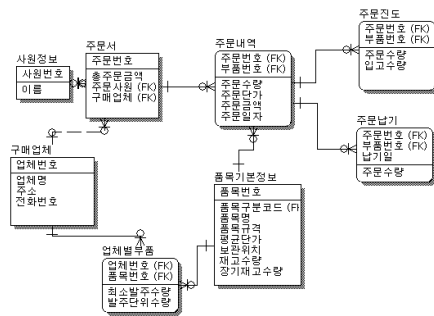 사원정보
사원번호
이름
주문서
주문번호
총주문금액
주문사원 (FK)
구매업체 (FK)
주문내역
주문번호 (FK)
부품번호 (FK)
주문수량
주문단가
주문금액
주문일자
주문진도
주문번호 (FK)
부품번호 (FK)
주문수량
입고수량
주문납기
주문번호 (FK)
부품번호 (FK)
납기일
주문수량
구매업체
업체번호
업체명
주소
전화번호
품목기본정보
품목번호
품목구분코드 (FK
품목명
품목규격
평균단가
보관위치
재고수량
장기재고수량
업체별부품
업체번호 (FK)
품목번호 (FK)
최소발주수량
발주단위수량